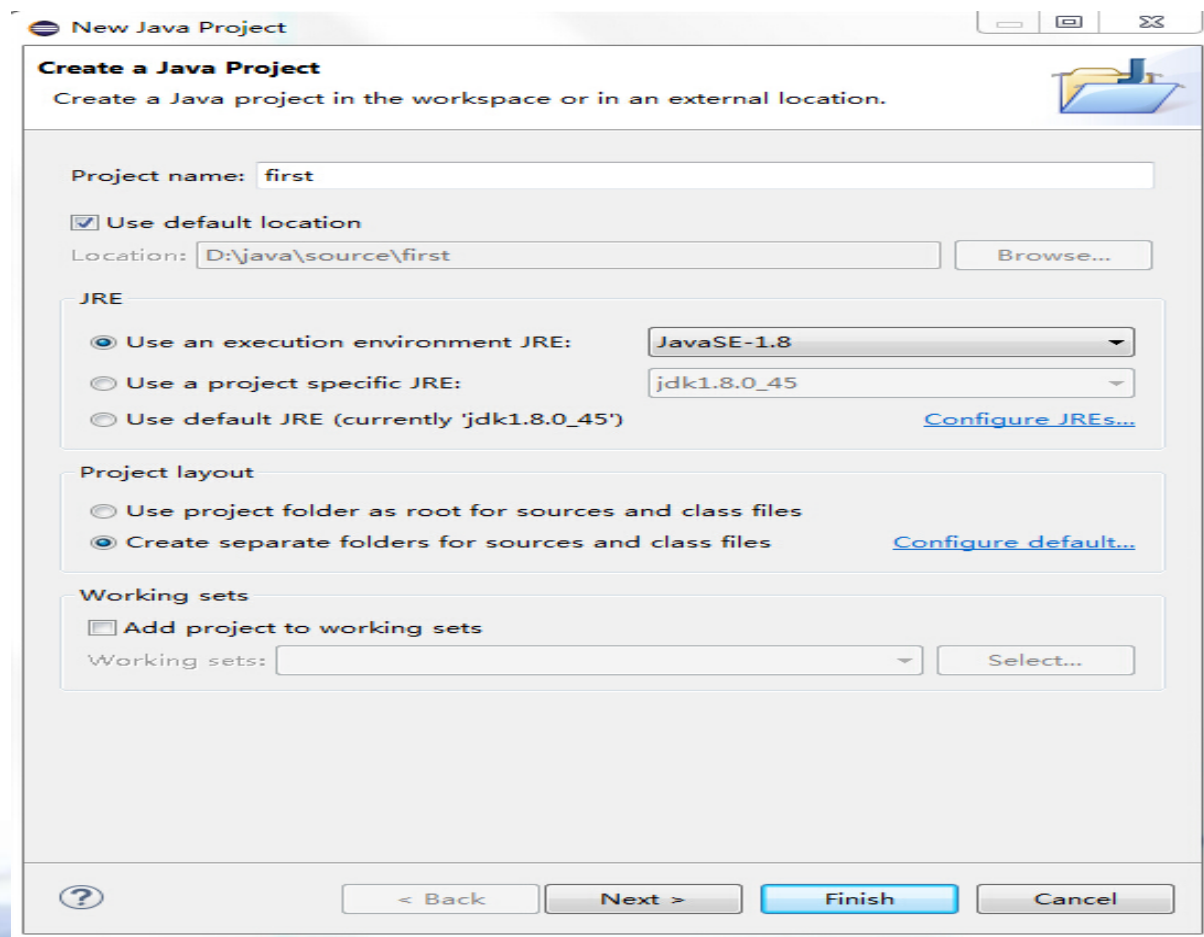 New Java Project
Create a Java Project
Create a Java project in the workspace or in an external location.
Project name: first
Use default location
Location: D:\java\source\first Browse...
JRE
Use an execution environment JRE: JavaSE-1.8
Use a project specific JRE: jdk1.8.0_45
Use default JRE (currently 'jdk1.8.0_45') Configure JREs...
Project layout
Use project folder as root for sources and class files
Create separate folders for sources and class files Configure default...
Working sets
Add project to working sets
Working sets: Select...
? < Back Next > Finish Cancel